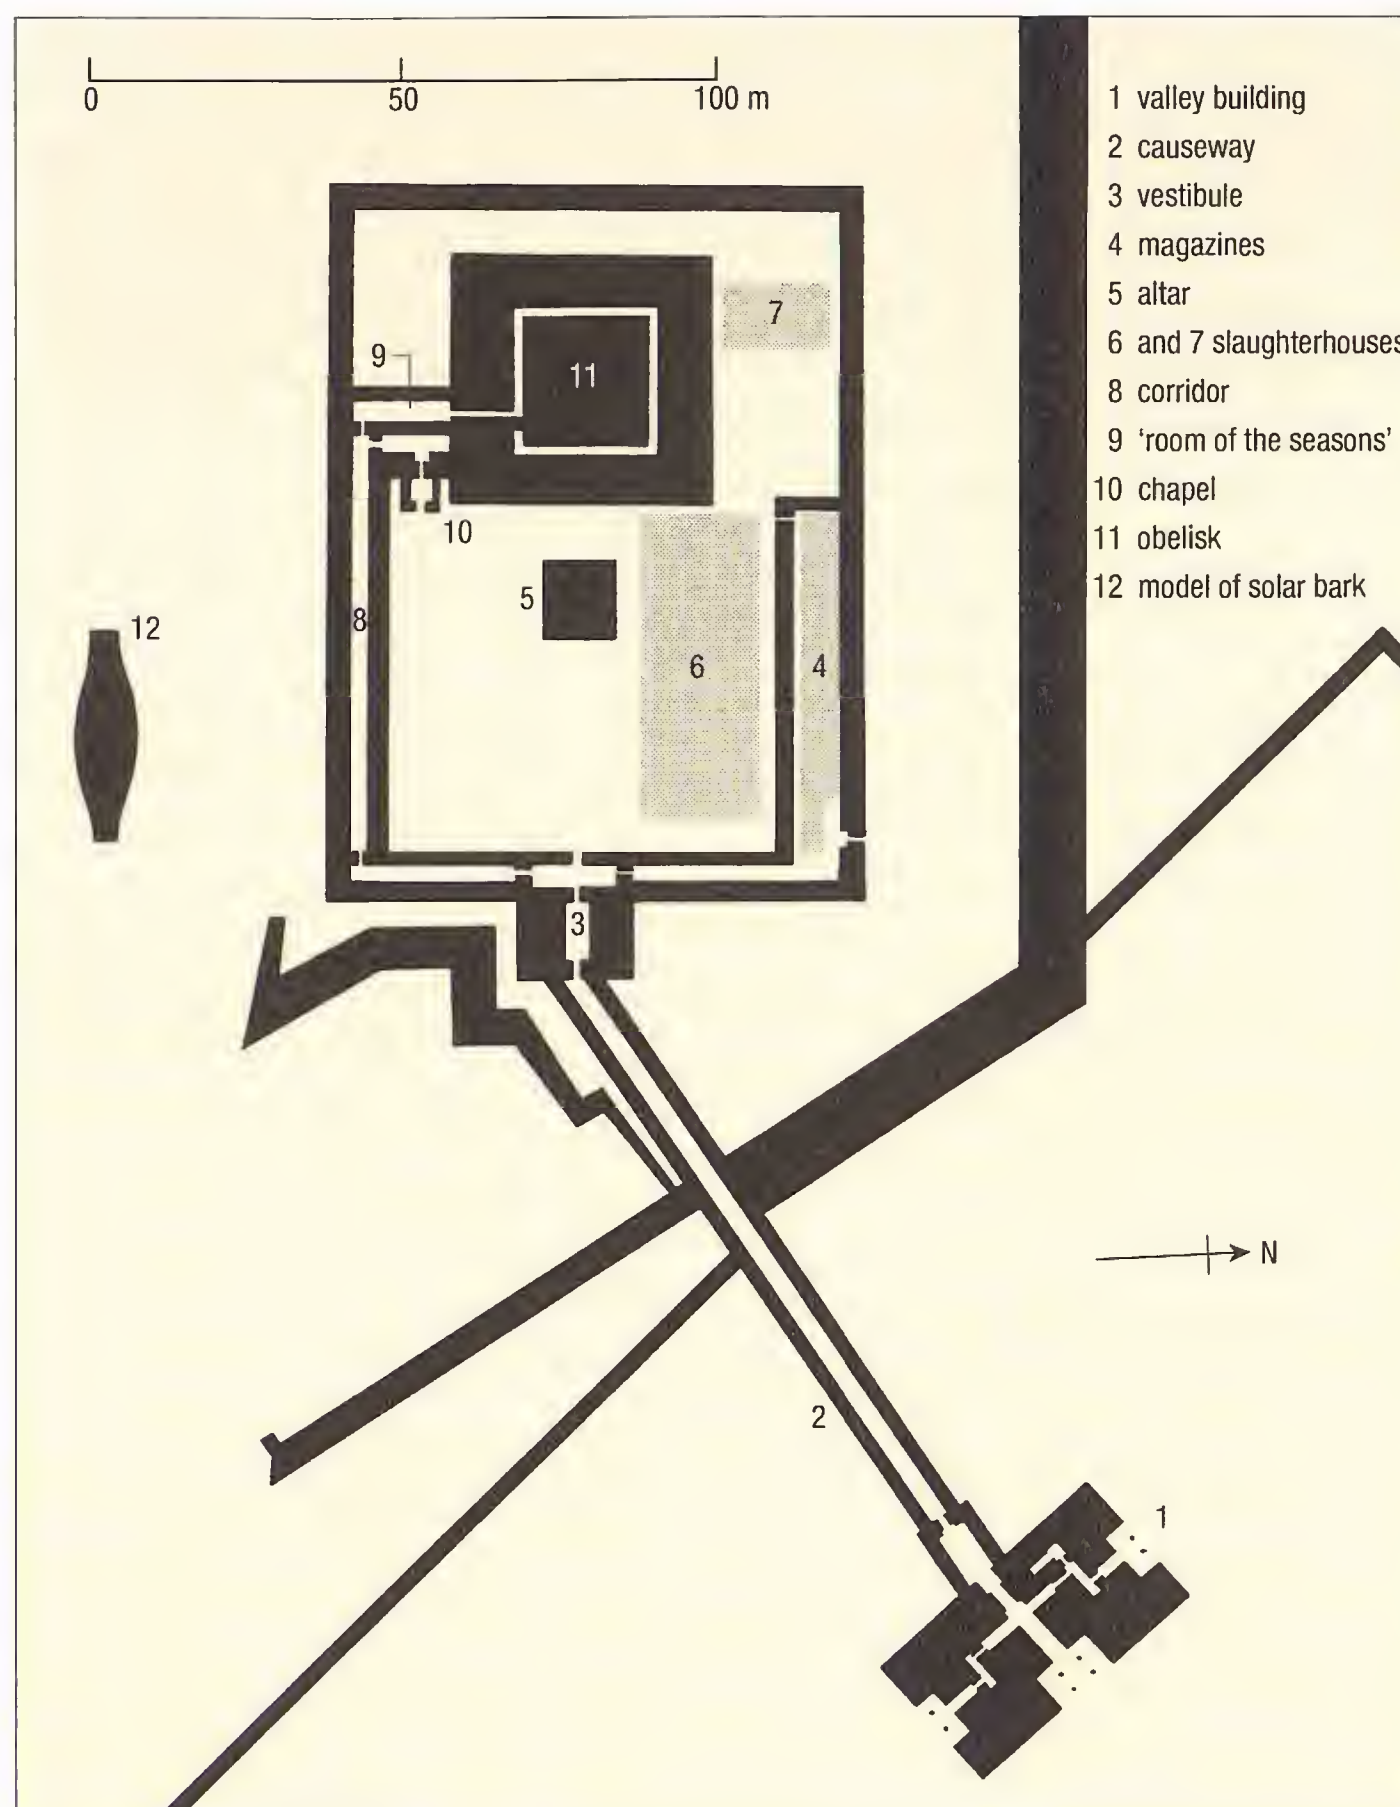 0 50 100 m
1 valley building
2 causeway
3 vestibule
4 magazines
5 altar
6 and 7 slaughterhouses
8 corridor
9 ‘room of the seasons’
10 chapel
11 obelisk
12 model of solar bark
7
9
11
10
5
12
8
6
4
3
N
2
1